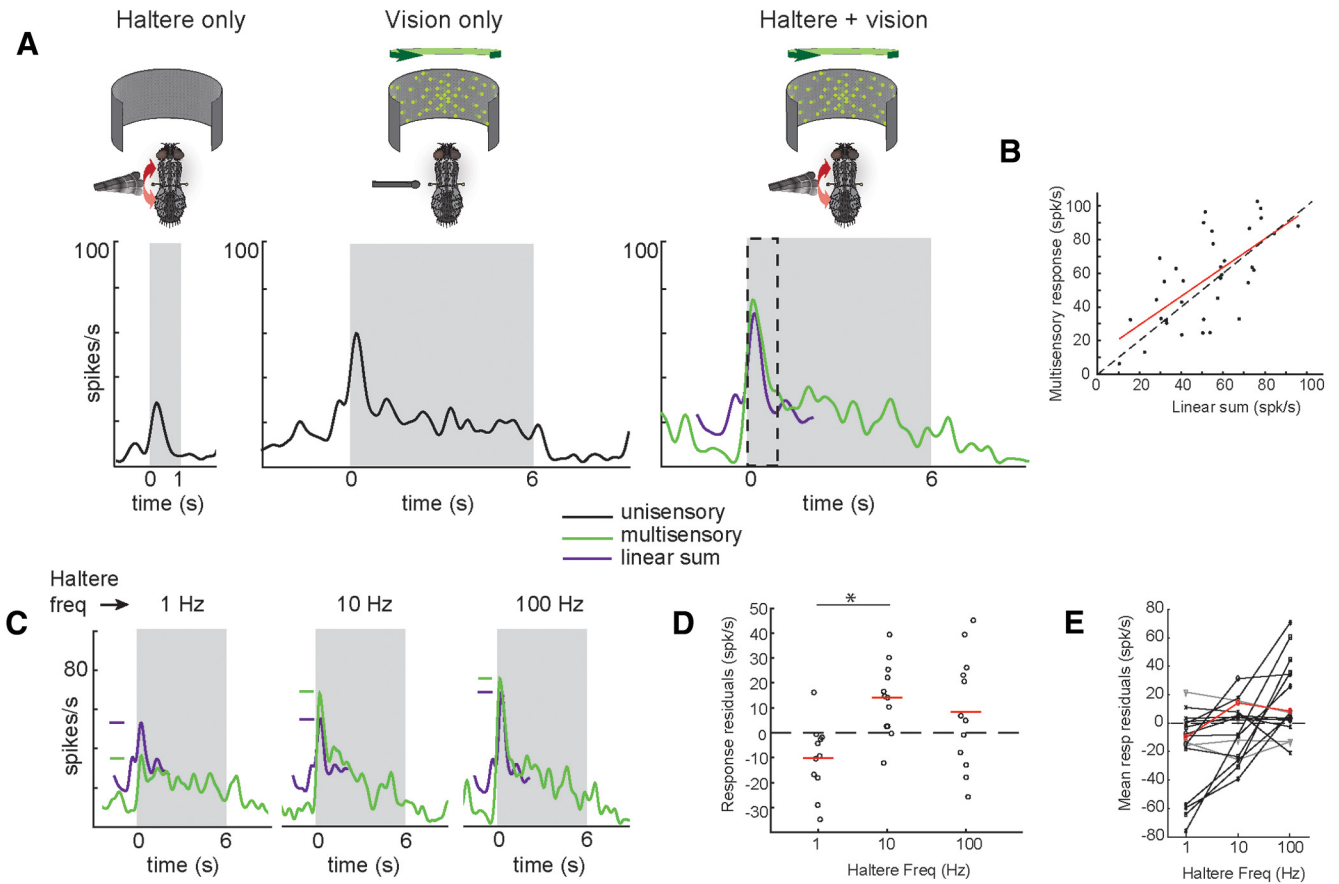 A
Haltere only
Vision only
Haltere + vision
100
spikes/s
0 1
time (s)
100
0 6
time (s)
100
0 6
time (s)
unisensory
multisensory
linear sum
B
Multisensory response (spk/s)
100
80
60
40
20
0
0 20 40 60 80 100
Linear sum (spk/s)
C
Haltere
freq → 1 Hz 10 Hz 100 Hz
80
spikes/s
0 6
time (s)
0 6
time (s)
0 6
time (s)
D
*
Response residuals (spk/s)
50
40
30
20
10
0
-10
-20
-30
1 10 100
Haltere Freq (Hz)
E
Mean resp residuals (spk/s)
80
60
40
20
0
-20
-40
-60
-80
1 10 100
Haltere Freq (Hz)